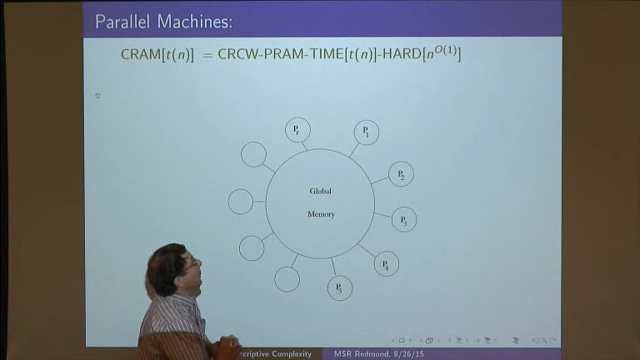 Parallel Machines:
CRAM[t(n)] = CRCW-PRAM-TIME[t(n)]-HARD[n^{O(1)}]
P_r
P_1
P_2
Global
P_3
Memory
P_4
P_5
scriptive Complexity MSR Redmond, 8/26/15